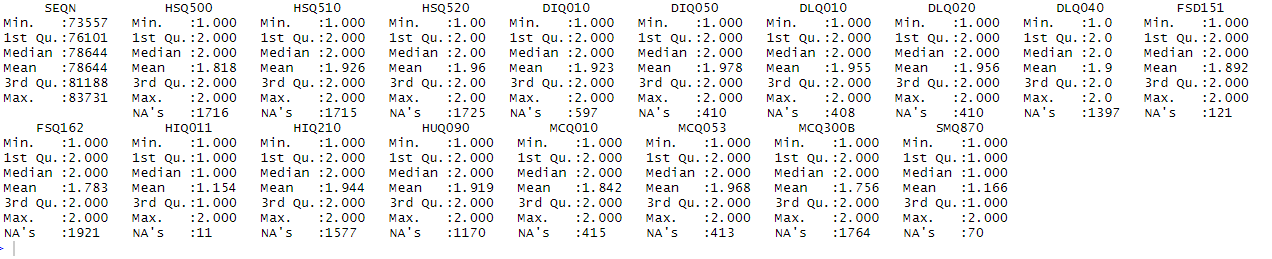 SEQN HSQ500 HSQ510 HSQ520 DIQ010 DIQ050 DLQ010 DLQ020 DLQ040 FSD151
Min. :73557 Min. :1.000 Min. :1.000 Min. :1.00 Min. :1.000 Min. :1.000 Min. :1.000 Min. :1.000 Min. :1.0 Min. :1.000
1st Qu.:76101 1st Qu.:2.000 1st Qu.:2.000 1st Qu.:2.00 1st Qu.:2.000 1st Qu.:2.000 1st Qu.:2.000 1st Qu.:2.000 1st Qu.:2.0 1st Qu.:2.000
Median :78644 Median :2.000 Median :2.000 Median :2.00 Median :2.000 Median :2.000 Median :2.000 Median :2.000 Median :2.0 Median :2.000
Mean :78644 Mean :1.818 Mean :1.926 Mean :1.96 Mean :1.923 Mean :1.978 Mean :1.955 Mean :1.956 Mean :1.9 Mean :1.892
3rd Qu.:81188 3rd Qu.:2.000 3rd Qu.:2.000 3rd Qu.:2.00 3rd Qu.:2.000 3rd Qu.:2.000 3rd Qu.:2.000 3rd Qu.:2.000 3rd Qu.:2.0 3rd Qu.:2.000
Max. :83731 Max. :2.000 Max. :2.000 Max. :2.00 Max. :2.000 Max. :2.000 Max. :2.000 Max. :2.000 Max. :2.0 Max. :2.000
NA's :1716 NA's :1715 NA's :1725 NA's :597 NA's :410 NA's :408 NA's :410 NA's :1397 NA's :121
FSQ162 HIQ011 HIQ210 HUQ090 MCQ010 MCQ053 MCQ300B SMQ870
Min. :1.000 Min. :1.000 Min. :1.000 Min. :1.000 Min. :1.000 Min. :1.000 Min. :1.000 Min. :1.000
1st Qu.:2.000 1st Qu.:1.000 1st Qu.:2.000 1st Qu.:2.000 1st Qu.:2.000 1st Qu.:2.000 1st Qu.:2.000 1st Qu.:1.000
Median :2.000 Median :1.000 Median :2.000 Median :2.000 Median :2.000 Median :2.000 Median :2.000 Median :1.000
Mean :1.783 Mean :1.154 Mean :1.944 Mean :1.919 Mean :1.842 Mean :1.968 Mean :1.756 Mean :1.166
3rd Qu.:2.000 3rd Qu.:1.000 3rd Qu.:2.000 3rd Qu.:2.000 3rd Qu.:2.000 3rd Qu.:2.000 3rd Qu.:2.000 3rd Qu.:1.000
Max. :2.000 Max. :2.000 Max. :2.000 Max. :2.000 Max. :2.000 Max. :2.000 Max. :2.000 Max. :2.000
NA's :1921 NA's :11 NA's :1577 NA's :1170 NA's :415 NA's :413 NA's :1764 NA's :70
>